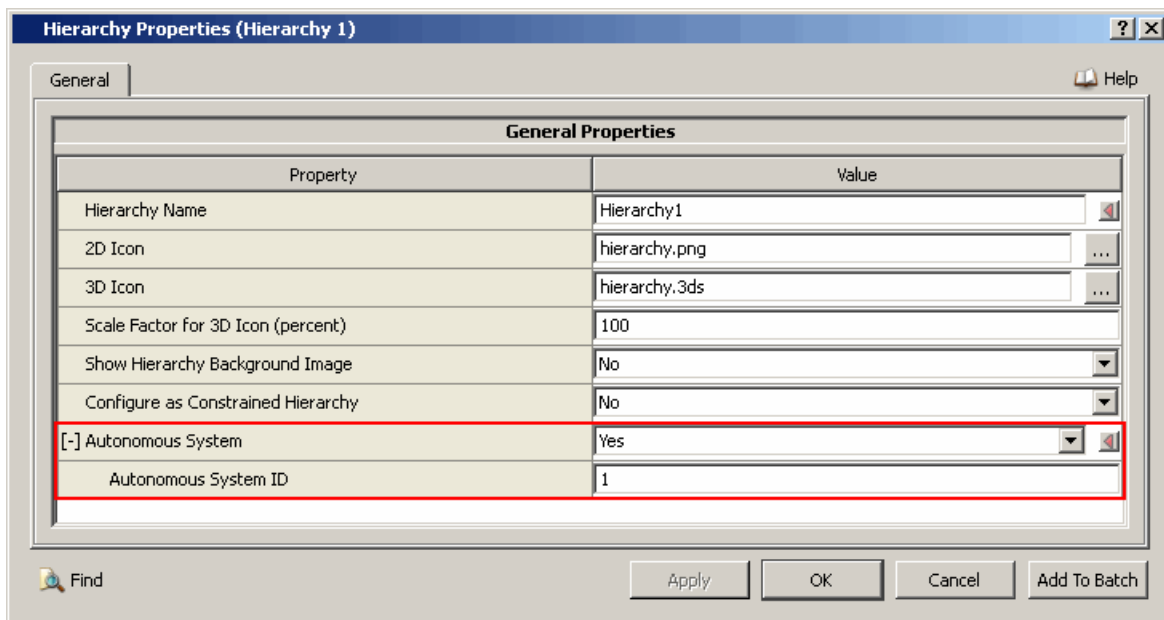 Hierarchy Properties (Hierarchy 1)
? X
General
Help
General Properties
Property Value
Hierarchy Name Hierarchy1
2D Icon hierarchy.png ...
3D Icon hierarchy.3ds ...
Scale Factor for 3D Icon (percent) 100
Show Hierarchy Background Image No
Configure as Constrained Hierarchy No
[-] Autonomous System Yes
Autonomous System ID 1
Find Apply OK Cancel Add To Batch